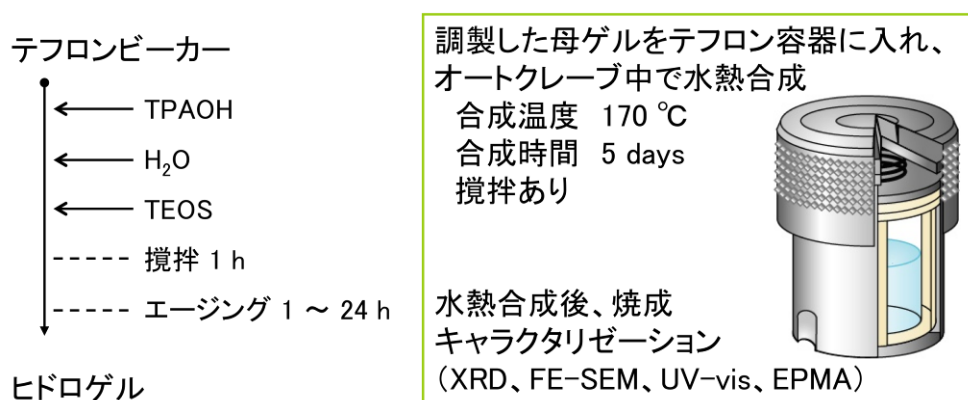 テフロンビーカー
TPAOH
H₂O
TEOS
撹拌 1 h
エージング 1 ～ 24 h
ヒドロゲル
調製した母ゲルをテフロン容器に入れ、
オートクレーブ中で水熱合成
合成温度 170 ℃
合成時間 5 days
撹拌あり
水熱合成後、焼成
キャラクタリゼーション
（XRD、FE-SEM、UV-vis、EPMA）